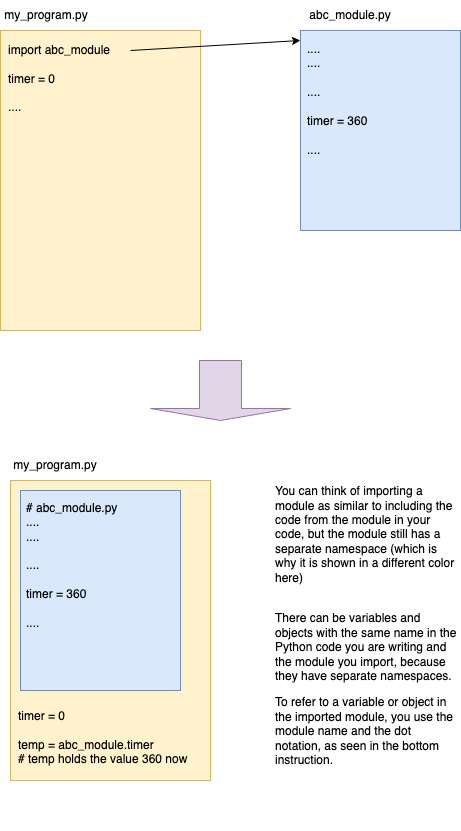 my_program.py
abc_module.py
import abc_module
timer = 0
....
....
....
....
timer = 360
....
my_program.py
# abc_module.py
....
....
....
timer = 360
....
timer = 0
temp = abc_module.timer
# temp holds the value 360 now
You can think of importing a
module as similar to including the
code from the module in your
code, but the module still has a
separate namespace (which is
why it is shown in a different color
here)
There can be variables and
objects with the same name in the
Python code you are writing and
the module you import, because
they have separate namespaces.
To refer to a variable or object in
the imported module, you use the
module name and the dot
notation, as seen in the bottom
instruction.